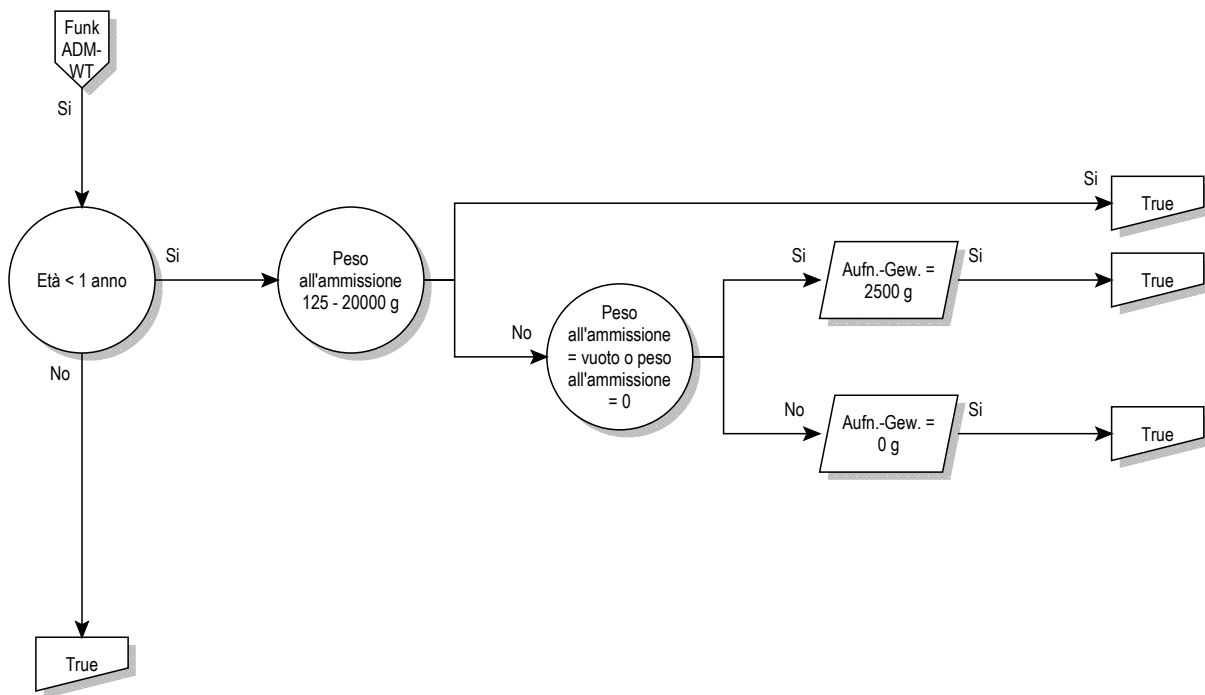 Funk
ADM-
WT
Si
Età < 1 anno
Si
No
True
Peso
all'ammissione
125 - 20000 g
Si
True
No
Peso
all'ammissione
= vuoto o peso
all'ammissione
= 0
Si
Aufn.-Gew. =
2500 g
Si
True
No
Aufn.-Gew. =
0 g
Si
True